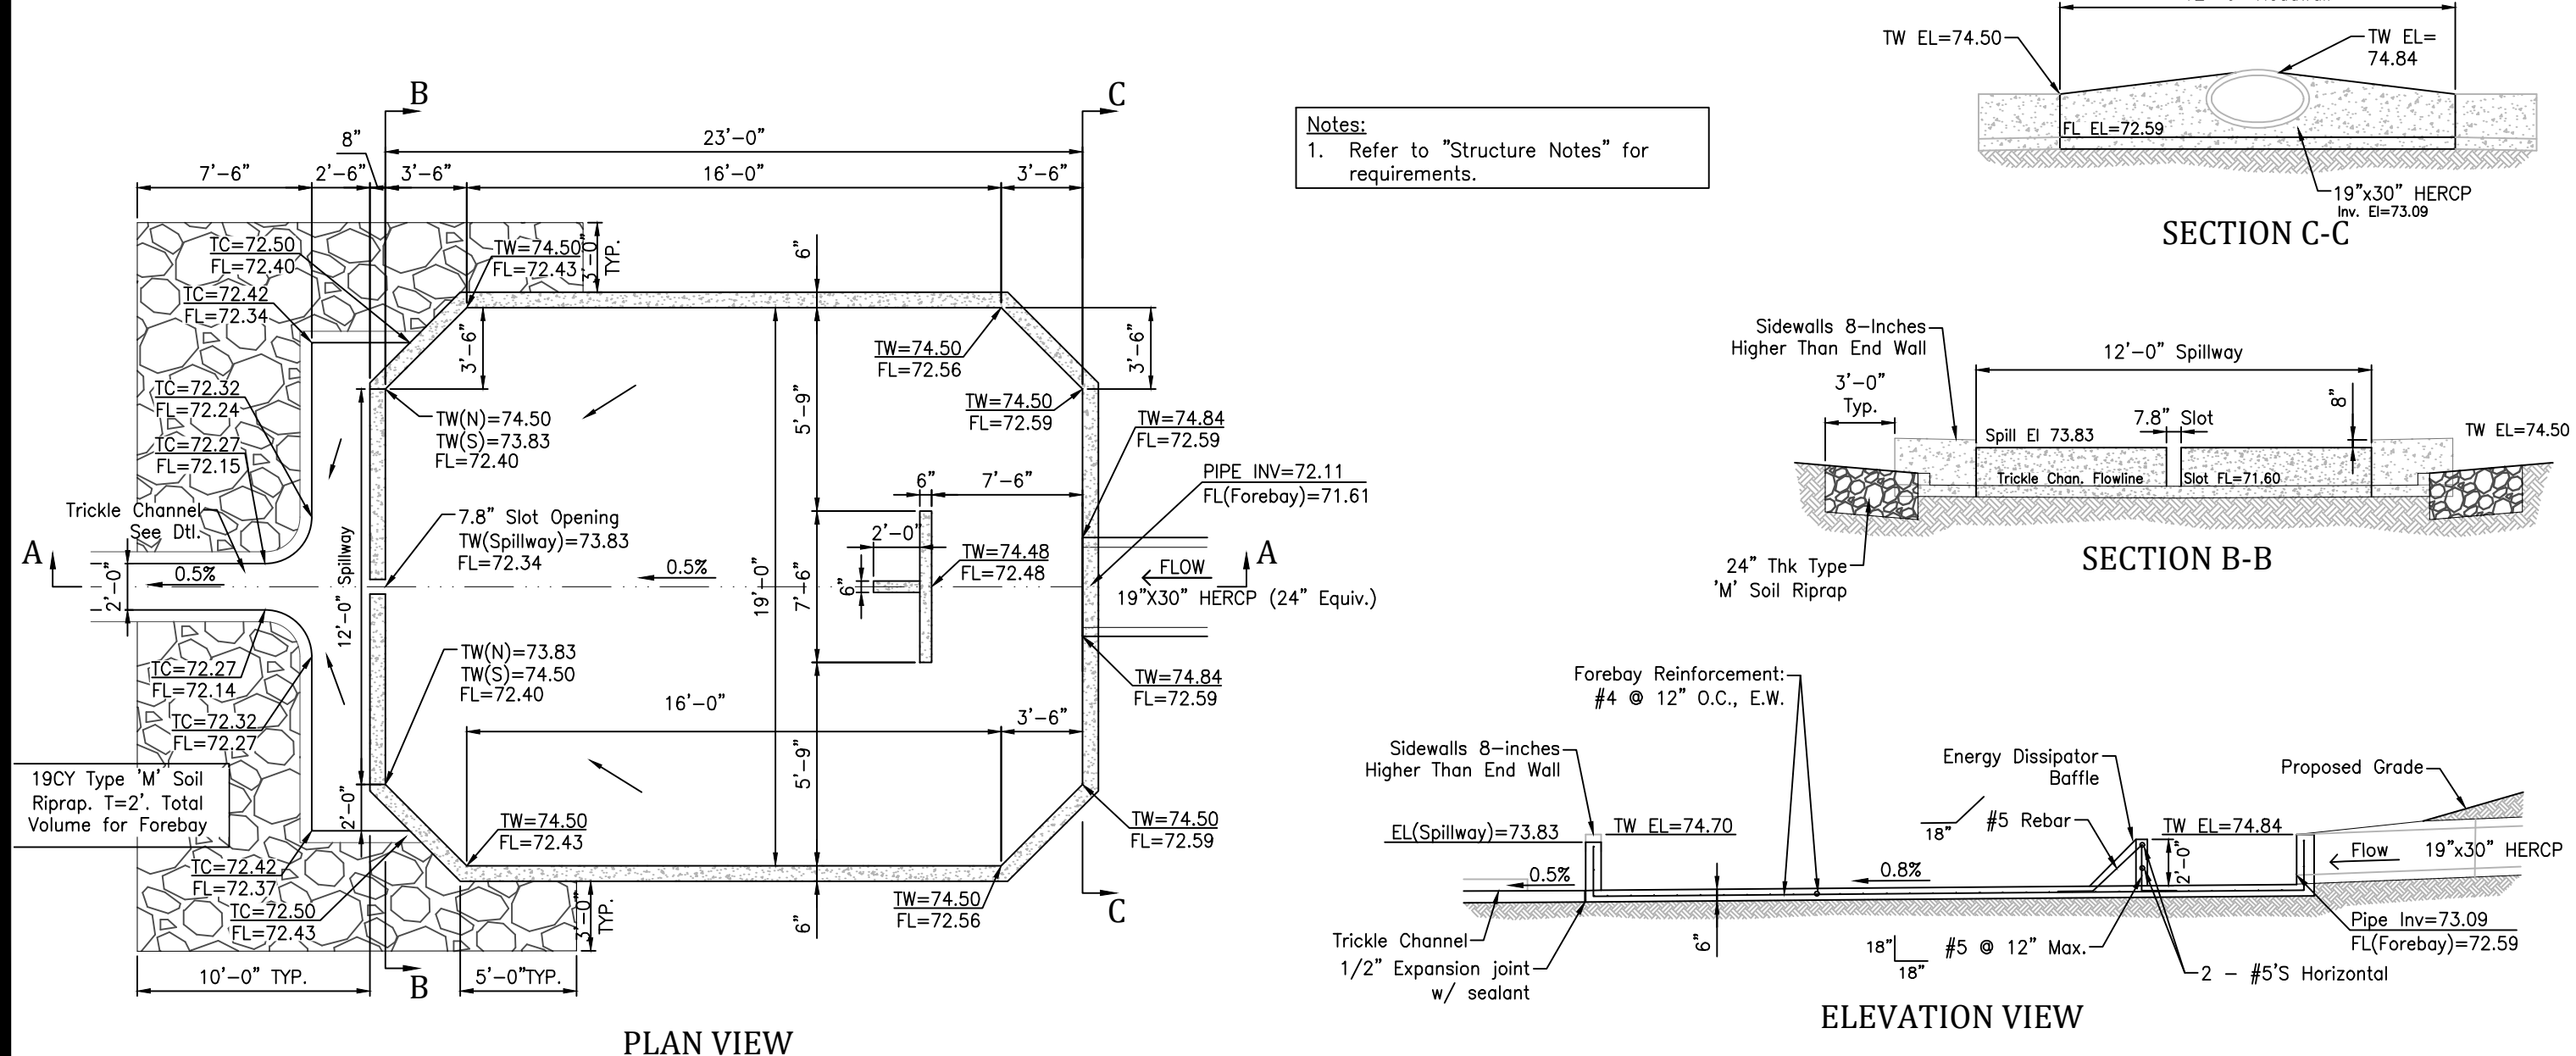 B
C
8"
23'-0"
7'-6"
2'-6"
3'-6"
16'-0"
3'-6"
TC=72.50
FL=72.40
TW=74.50
FL=72.43
3'-0"
TYP.
6"
TC=72.42
FL=72.34
3'-6"
TW=74.50
FL=72.56
3'-6"
TC=72.32
FL=72.24
TW=74.50
FL=72.59
5'-9"
TW(N)=74.50
TW(S)=73.83
FL=72.40
TW=74.84
FL=72.59
TC=72.27
FL=72.15
PIPE INV=72.11
FL(Forebay)=71.61
6"
7'-6"
Trickle Channel
See Dtl.
7.8" Slot Opening
TW(Spillway)=73.83
FL=72.34
2'-0"
TW=74.48
FL=72.48
A
A
0.5%
2'-0"
12'-0" Spillway
0.5%
19'-0"
7'-6"
6"
FLOW
19"X30" HERCP (24" Equiv.)
TC=72.27
FL=72.14
TW(N)=73.83
TW(S)=74.50
FL=72.40
TW=74.84
FL=72.59
16'-0"
3'-6"
TC=72.32
FL=72.27
5'-9"
19CY Type 'M' Soil
Riprap. T=2'. Total
Volume for Forebay
2'-0"
TW=74.50
FL=72.43
TW=74.50
FL=72.59
TC=72.42
FL=72.37
TC=72.50
FL=72.43
TW=74.50
FL=72.56
3'-0"
TYP.
6"
C
10'-0" TYP.
B
5'-0"TYP.
PLAN VIEW
Notes:
1. Refer to "Structure Notes" for
requirements.
TW EL=74.50
TW EL=
74.84
FL EL=72.59
19"x30" HERCP
Inv. El=73.09
SECTION C-C
Sidewalls 8-Inches
Higher Than End Wall
12'-0" Spillway
3'-0"
Typ.
7.8" Slot
8"
Spill El 73.83
TW EL=74.50
Trickle Chan. Flowline
Slot FL=71.60
24" Thk Type
'M' Soil Riprap
SECTION B-B
Forebay Reinforcement:
#4 @ 12" O.C., E.W.
Sidewalls 8-inches
Higher Than End Wall
Energy Dissipator
Baffle
Proposed Grade
EL(Spillway)=73.83
TW EL=74.70
18"
#5 Rebar
TW EL=74.84
0.5%
0.8%
2'-0"
Flow
19"x30" HERCP
Trickle Channel
1/2" Expansion joint
w/ sealant
6"
18"
18"
#5 @ 12" Max.
Pipe Inv=73.09
FL(Forebay)=72.59
2 - #5'S Horizontal
ELEVATION VIEW